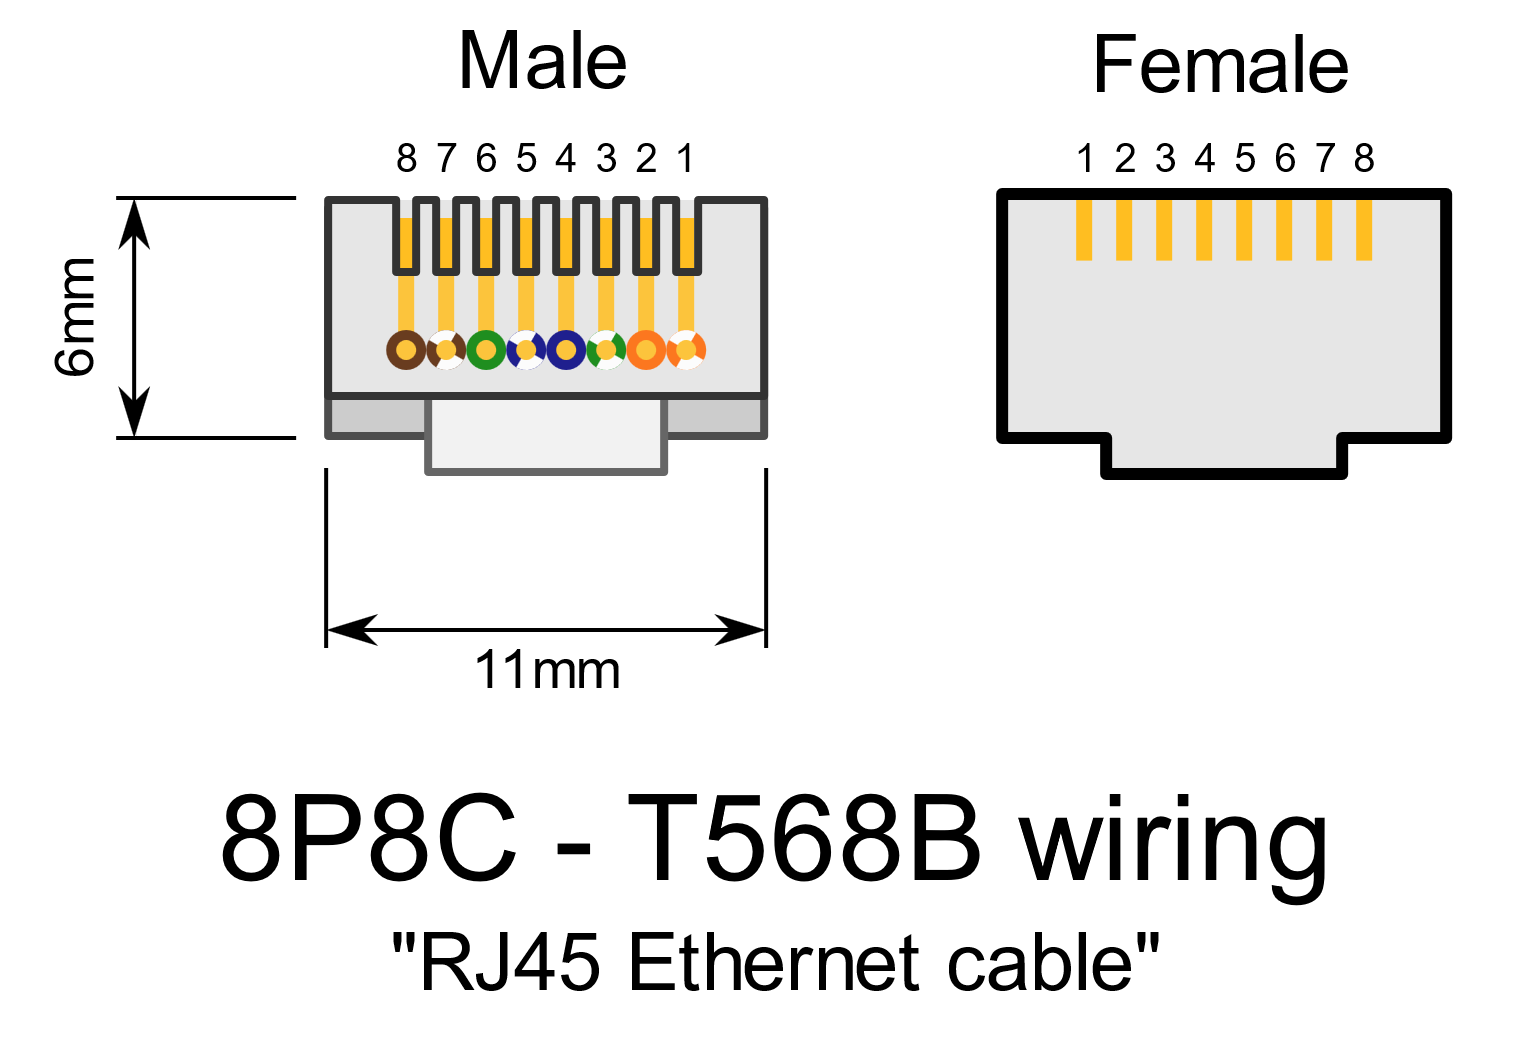 Male
Female
8 7 6 5 4 3 2 1
1 2 3 4 5 6 7 8
6mm
11mm
8P8C - T568B wiring
"RJ45 Ethernet cable"